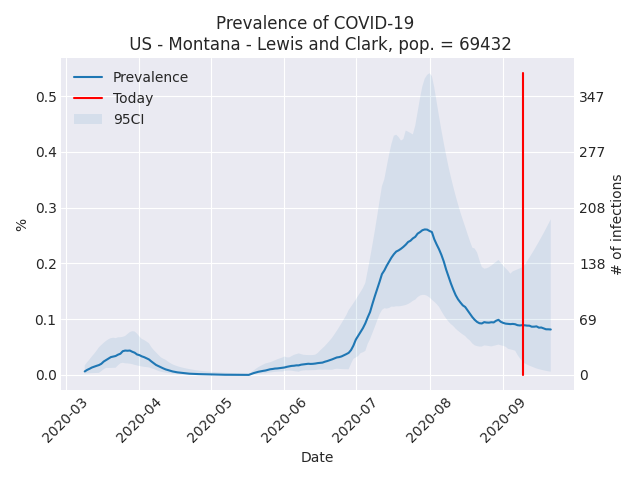 Prevalence of COVID-19
US - Montana - Lewis and Clark, pop. = 69432
Prevalence
Today
95CI
0.5
0.4
0.3
0.2
0.1
0.0
%
347
277
208
138
69
0
# of infections
2020-03
2020-04
2020-05
2020-06
2020-07
2020-08
2020-09
Date